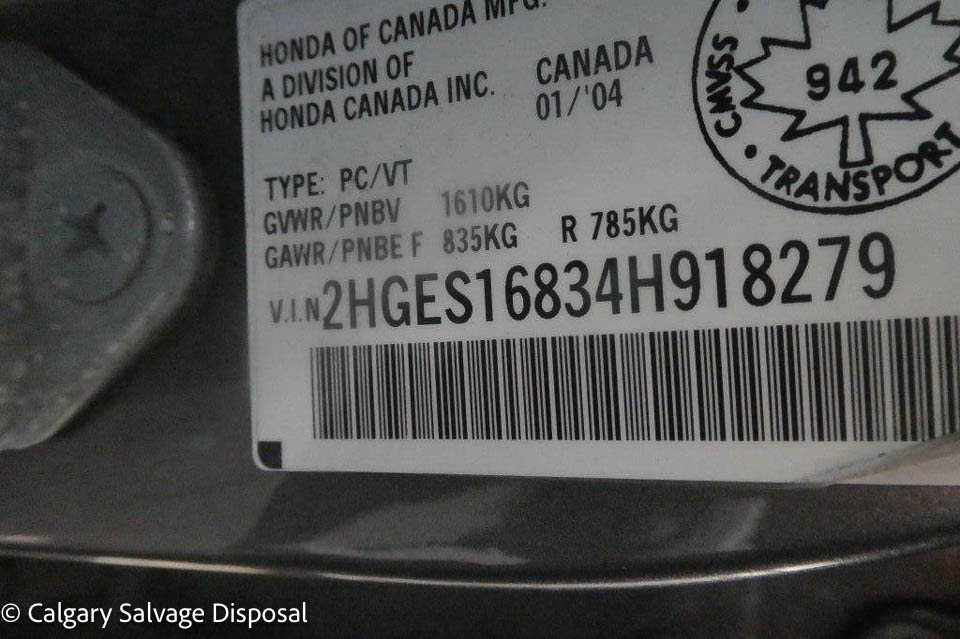 HONDA OF CANADA MFG.
A DIVISION OF
HONDA CANADA INC.
CANADA
01/'04
TYPE: PC/VT
GVWR/PNBV 1610KG
GAWR/PNBE F 835KG R 785KG
V.I.N 2HGES16834H918279
• CMVSS •
942
TRANSPORT
© Calgary Salvage Disposal